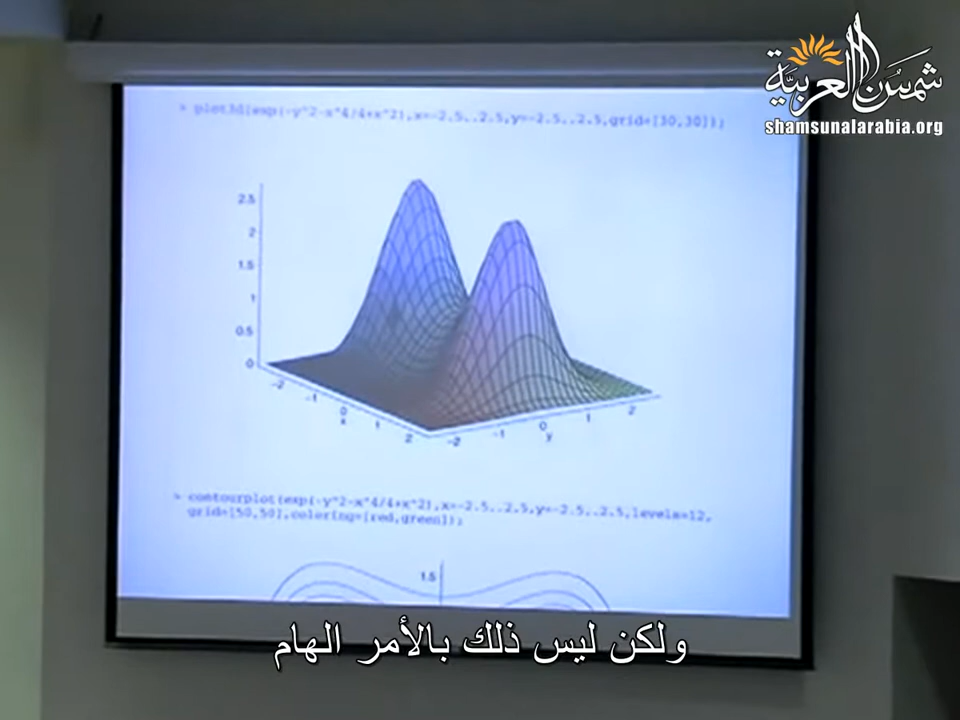 شمس العربية
shamsunalarabia.org
> plot3d(exp(-y^2-x^4/4+x^2),x=-2.5..2.5,y=-2.5..2.5,grid=[30,30]);
2.5
2
1.5
1
0.5
0
-2
-1
0
1
2
x
-2
-1
0
1
2
y
> contourplot(exp(-y^2-x^4/4+x^2),x=-2.5..2.5,y=-2.5..2.5,levels=12,
grid=[50,50],coloring=[red,green]);
1.5
ولكن ليس ذلك بالأمر الهام